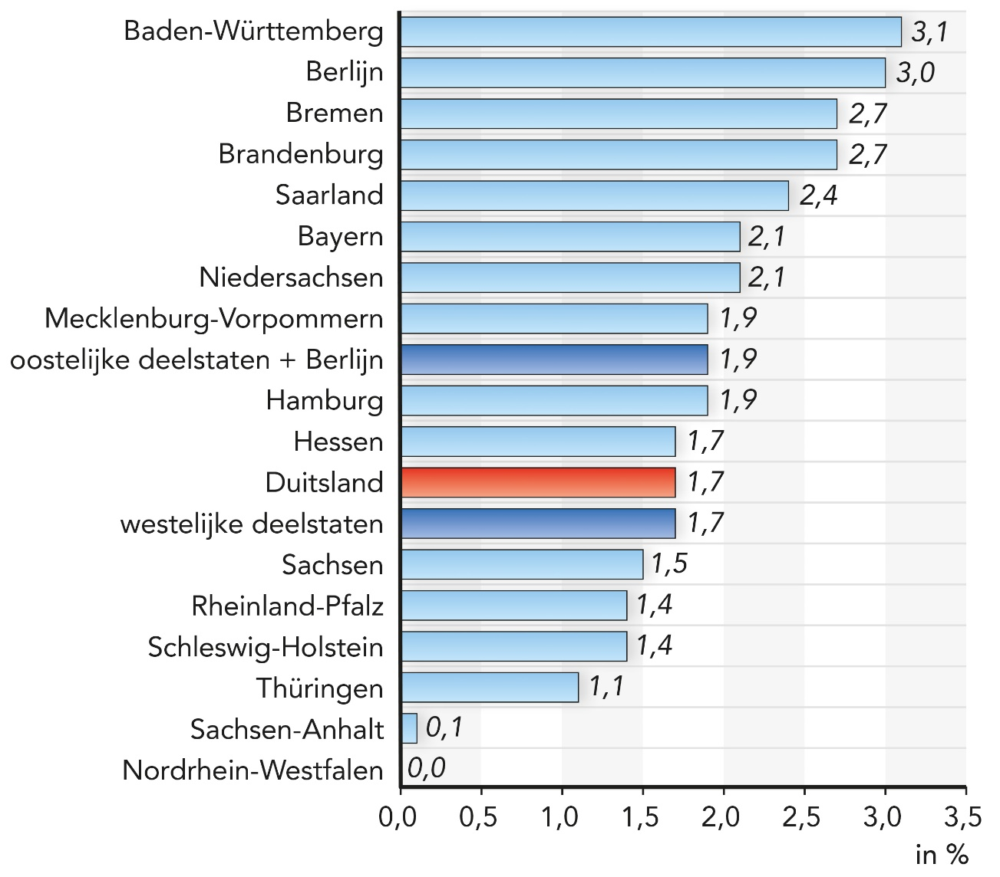 Baden-Württemberg 3,1
Berlijn 3,0
Bremen 2,7
Brandenburg 2,7
Saarland 2,4
Bayern 2,1
Niedersachsen 2,1
Mecklenburg-Vorpommern 1,9
oostelijke deelstaten + Berlijn 1,9
Hamburg 1,9
Hessen 1,7
Duitsland 1,7
westelijke deelstaten 1,7
Sachsen 1,5
Rheinland-Pfalz 1,4
Schleswig-Holstein 1,4
Thüringen 1,1
Sachsen-Anhalt 0,1
Nordrhein-Westfalen 0,0
0,0 0,5 1,0 1,5 2,0 2,5 3,0 3,5
in %